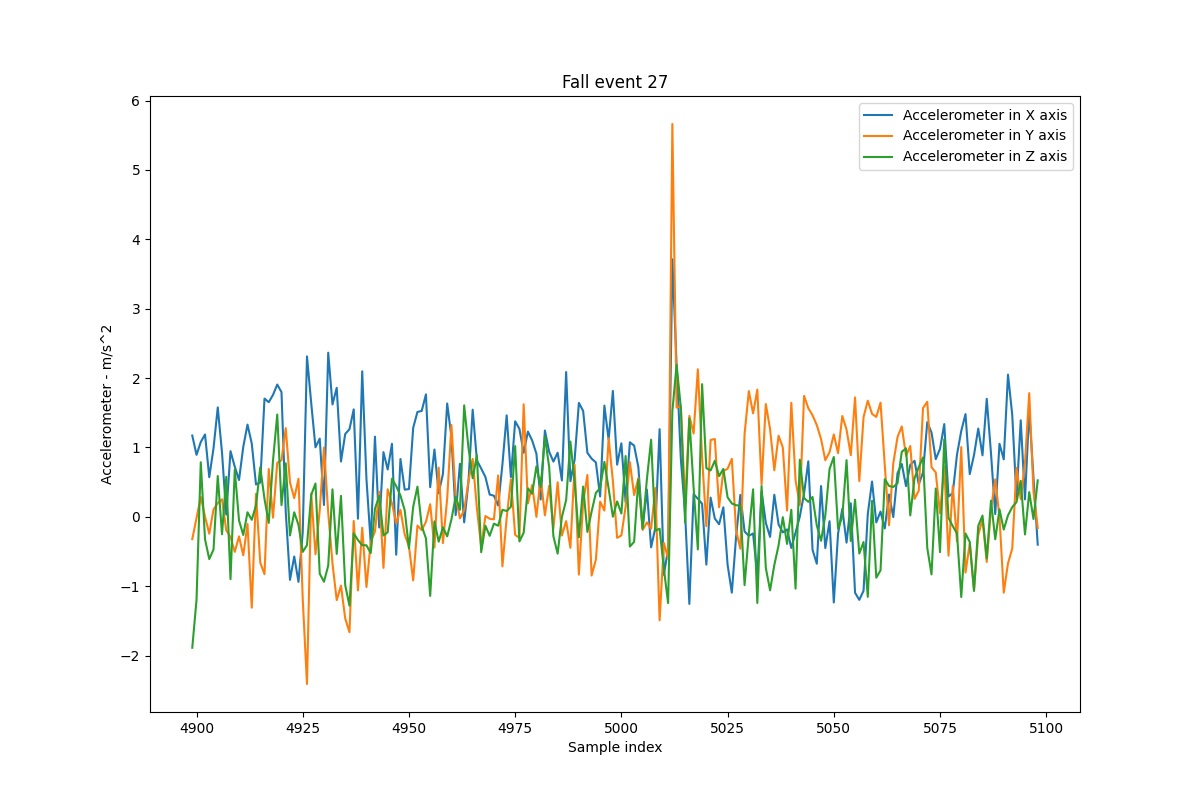 Fall event 27
Accelerometer in X axis
Accelerometer in Y axis
Accelerometer in Z axis
Accelerometer - m/s^2
6
5
4
3
2
1
0
−1
−2
4900 4925 4950 4975 5000 5025 5050 5075 5100
Sample index